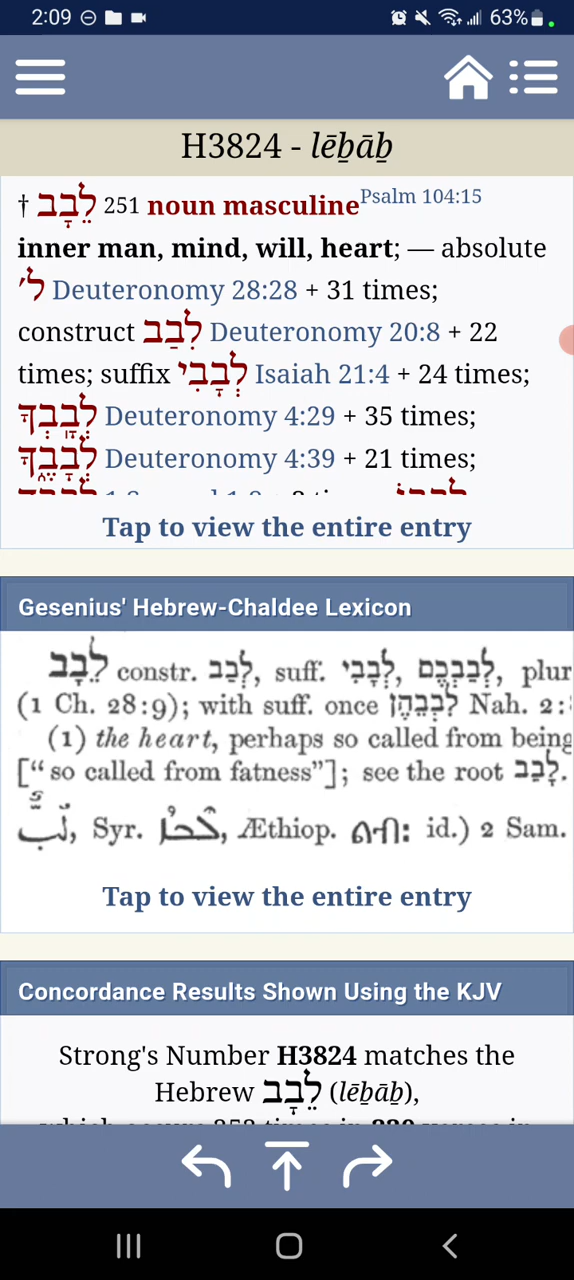 2:09 63%
H3824 - lēḇāḇ
† לֵבָב 251 noun masculine Psalm 104:15
inner man, mind, will, heart; — absolute
ל׳ Deuteronomy 28:28 + 31 times;
construct לְבַב Deuteronomy 20:8 + 22
times; suffix לְבָבִי Isaiah 21:4 + 24 times;
לְבָבְךָ Deuteronomy 4:29 + 35 times;
לְבָבֶךָ Deuteronomy 4:39 + 21 times;
Tap to view the entire entry
Gesenius' Hebrew-Chaldee Lexicon
לֵבָב constr. לְבַב, suff. לְבָבִי, לְבַבְכֶם, plur
(1 Ch. 28:9); with suff. once לִבְבֵהֶן Nah. 2:
(1) the heart, perhaps so called from being
[“so called from fatness”]; see the root לָבַב.
Syr. Æthiop. ልብ: id.) 2 Sam.
Tap to view the entire entry
Concordance Results Shown Using the KJV
Strong's Number H3824 matches the
Hebrew לֵבָב (lēḇāḇ),